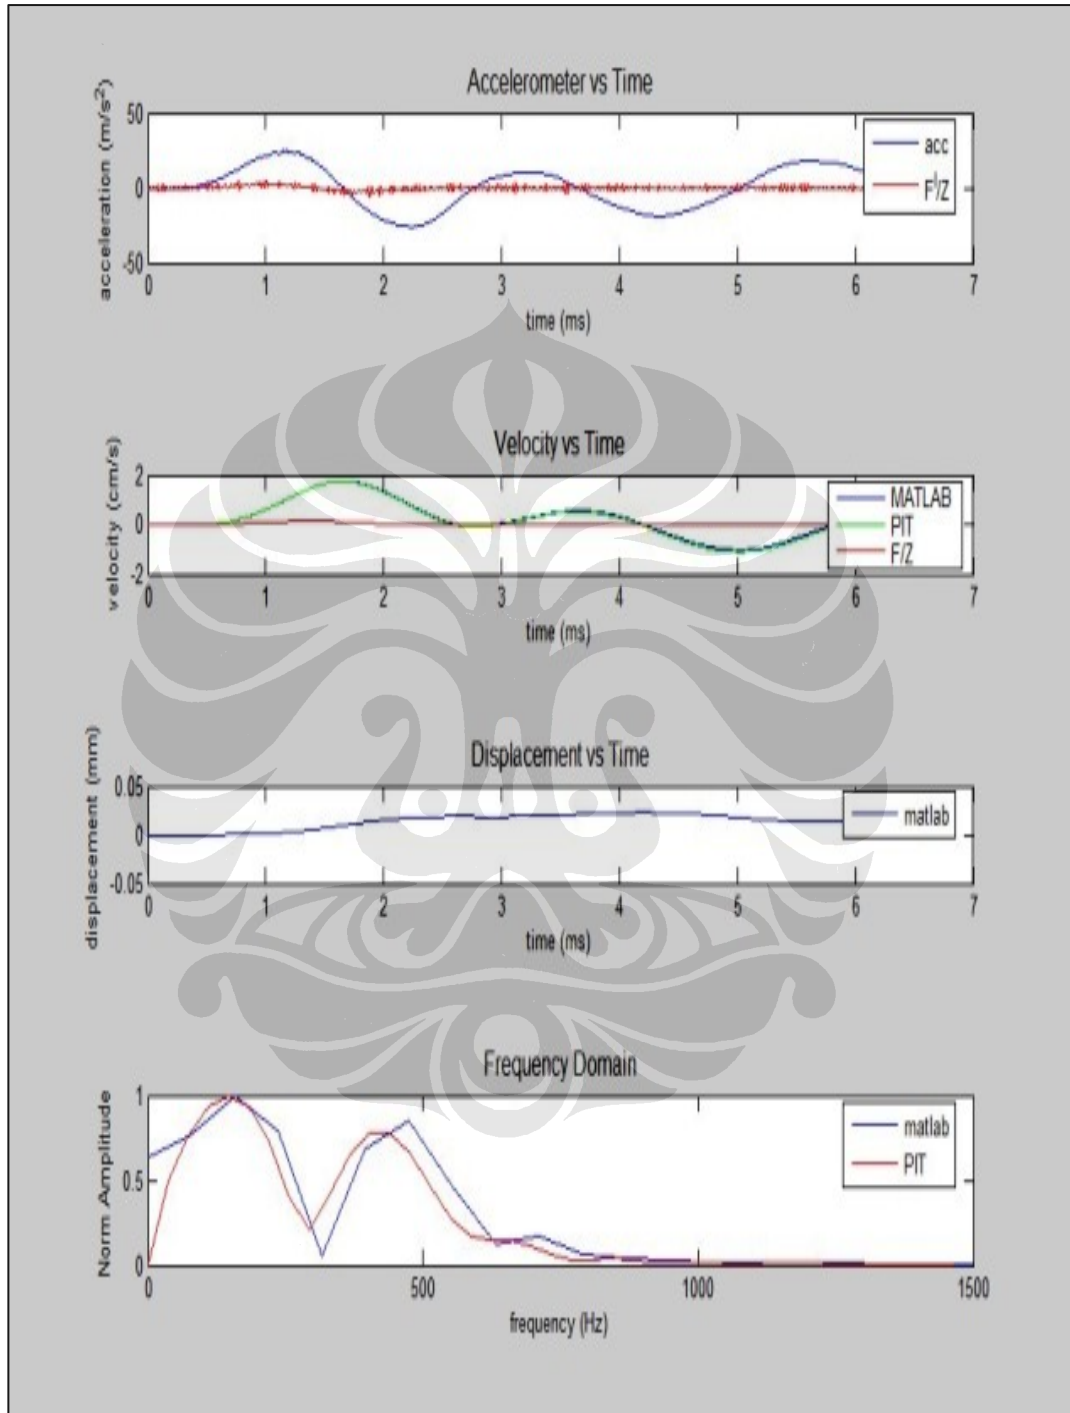 Accelerometer vs Time
acceleration (m/s²)
50
0
-50
acc
F'/Z
0 1 2 3 4 5 6 7
time (ms)
Velocity vs Time
velocity (cm/s)
2
0
-2
MATLAB
PIT
F/Z
0 1 2 3 4 5 6 7
time (ms)
Displacement vs Time
displacement (mm)
0.05
0
-0.05
matlab
0 1 2 3 4 5 6 7
time (ms)
Frequency Domain
Norm Amplitude
1
0.5
0
matlab
PIT
0 500 1000 1500
frequency (Hz)